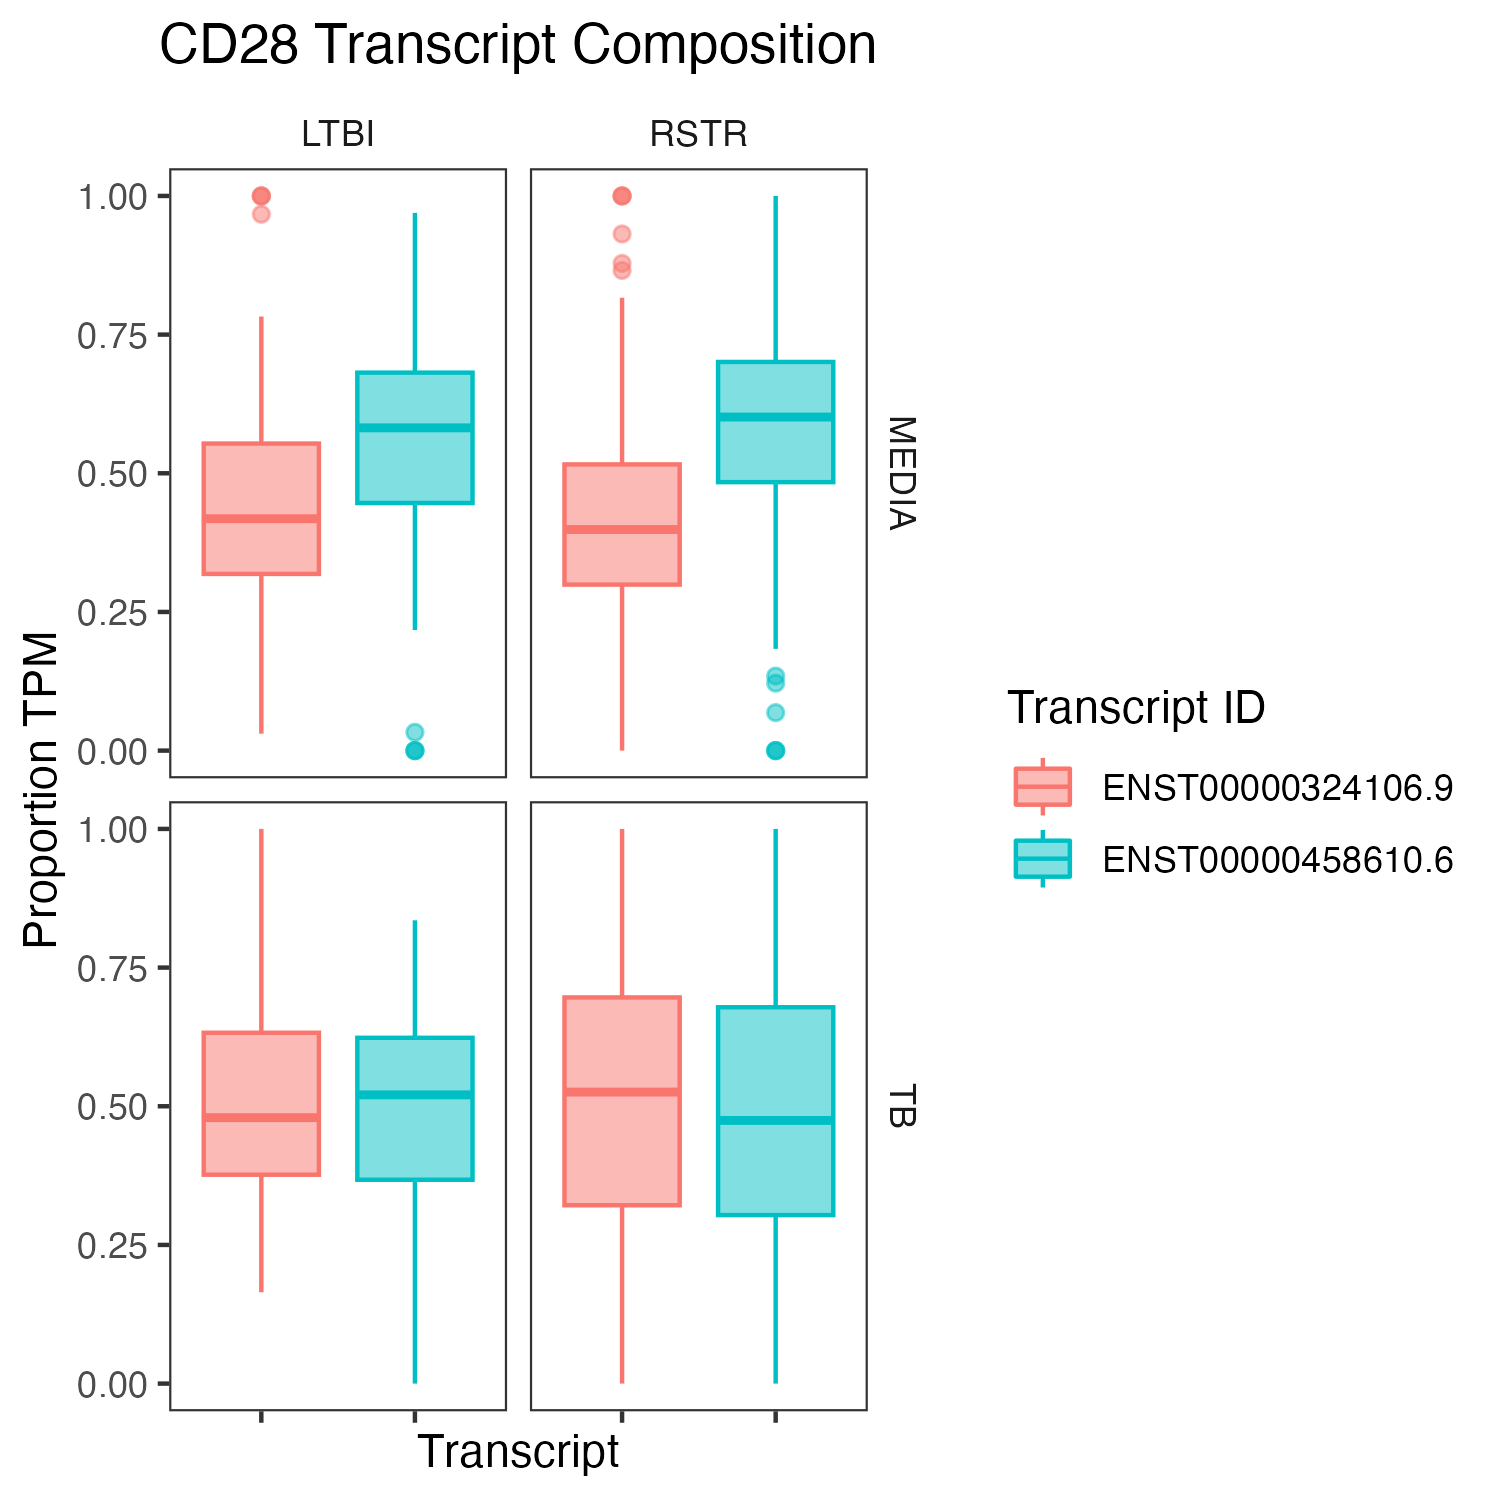 CD28 Transcript Composition
LTBI
RSTR
1.00
0.75
0.50
0.25
0.00
MEDIA
1.00
0.75
0.50
0.25
0.00
TB
Proportion TPM
Transcript
Transcript ID
ENST00000324106.9
ENST00000458610.6